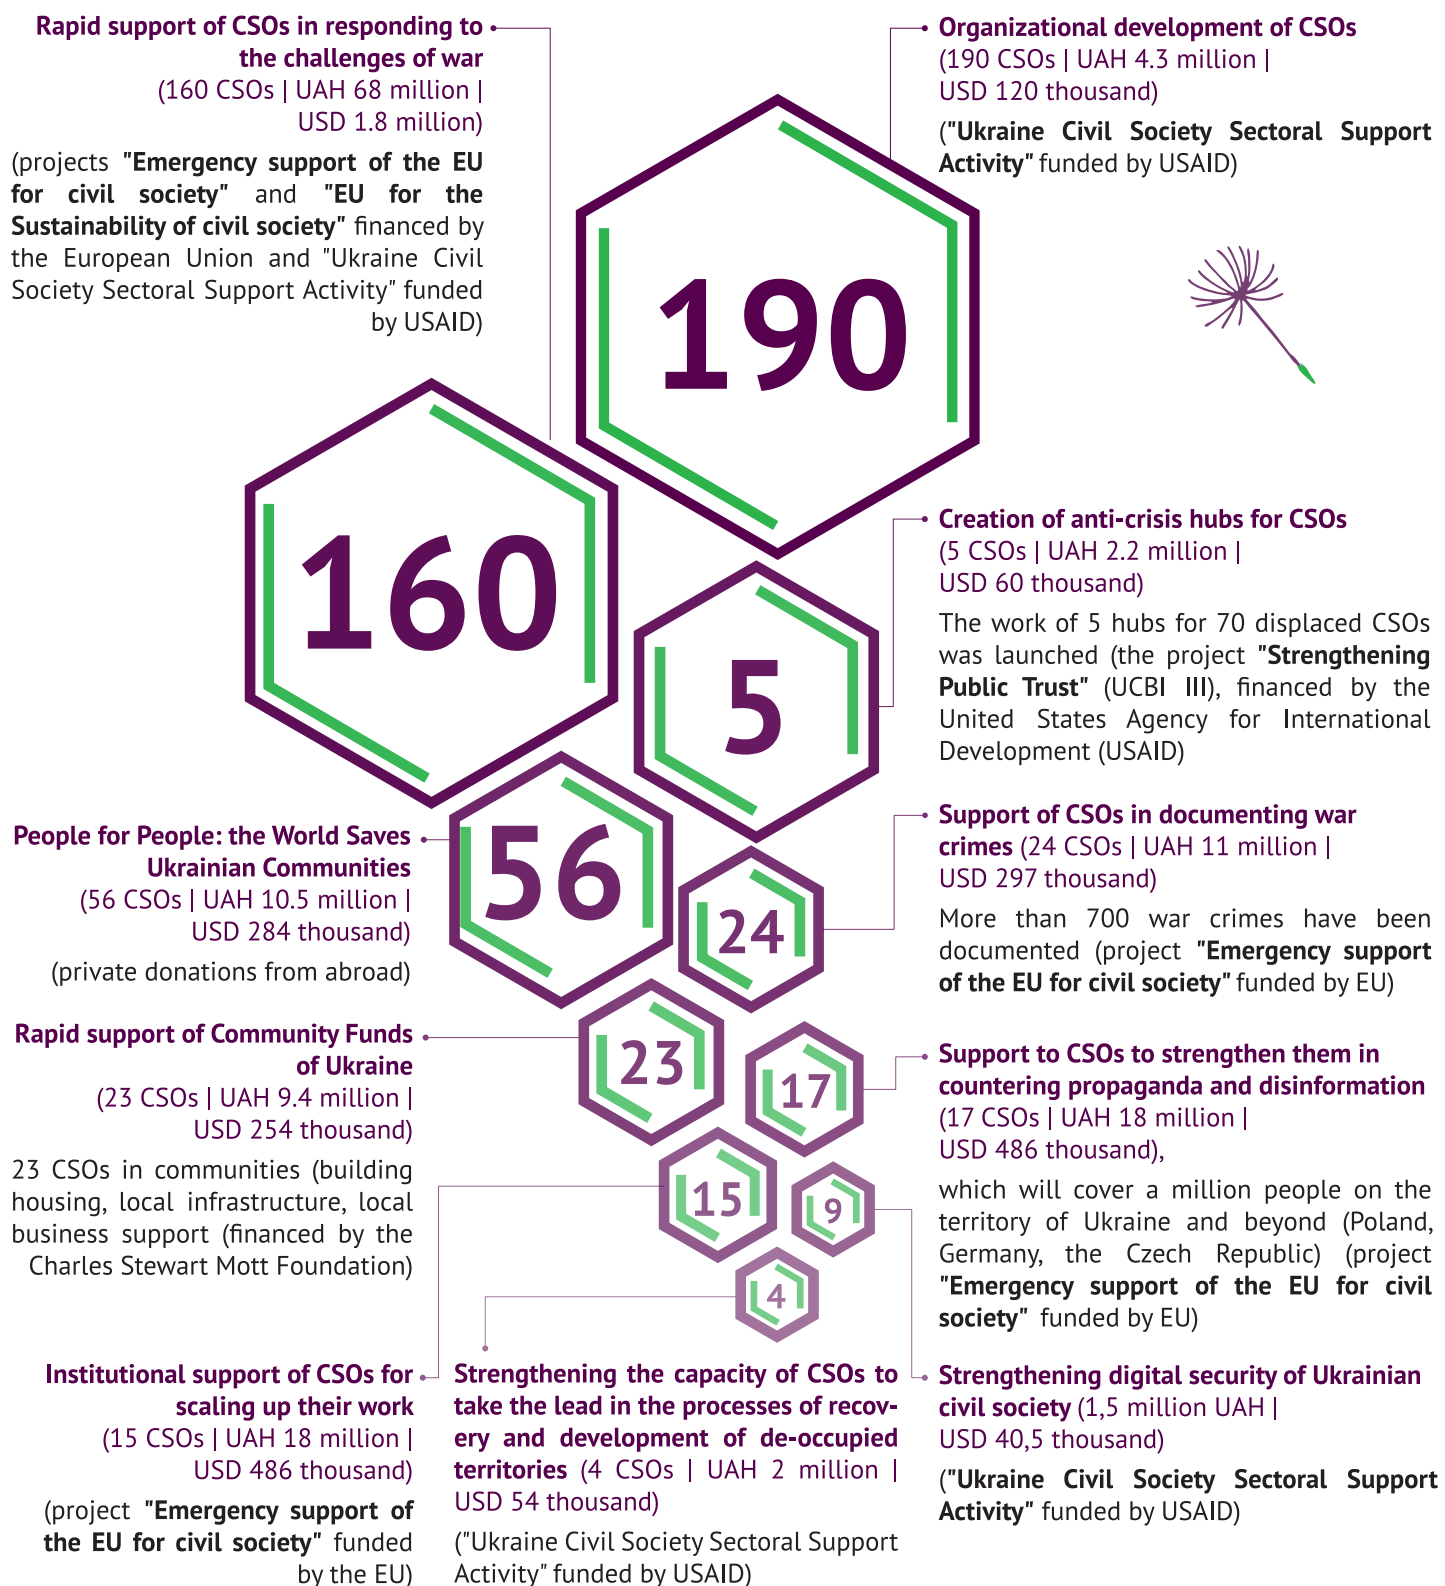 Rapid support of CSOs in responding to
the challenges of war
(160 CSOs | UAH 68 million |
USD 1.8 million)
(projects "Emergency support of the EU
for civil society" and "EU for the
Sustainability of civil society" financed by
the European Union and "Ukraine Civil
Society Sectoral Support Activity" funded
by USAID)
Organizational development of CSOs
(190 CSOs | UAH 4.3 million |
USD 120 thousand)
("Ukraine Civil Society Sectoral Support
Activity" funded by USAID)
190
160
Creation of anti-crisis hubs for CSOs
(5 CSOs | UAH 2.2 million |
USD 60 thousand)
The work of 5 hubs for 70 displaced CSOs
was launched (the project "Strengthening
Public Trust" (UCBI III), financed by the
United States Agency for International
Development (USAID)
5
56
People for People: the World Saves
Ukrainian Communities
(56 CSOs | UAH 10.5 million |
USD 284 thousand)
(private donations from abroad)
24
Support of CSOs in documenting war
crimes (24 CSOs | UAH 11 million |
USD 297 thousand)
More than 700 war crimes have been
documented (project "Emergency support
of the EU for civil society" funded by EU)
Rapid support of Community Funds
of Ukraine
(23 CSOs | UAH 9.4 million |
USD 254 thousand)
23 CSOs in communities (building
housing, local infrastructure, local
business support (financed by the
Charles Stewart Mott Foundation)
23
17
Support to CSOs to strengthen them in
countering propaganda and disinformation
(17 CSOs | UAH 18 million |
USD 486 thousand),
which will cover a million people on the
territory of Ukraine and beyond (Poland,
Germany, the Czech Republic) (project
"Emergency support of the EU for civil
society" funded by EU)
15
9
4
Institutional support of CSOs for
scaling up their work
(15 CSOs | UAH 18 million |
USD 486 thousand)
(project "Emergency support of
the EU for civil society" funded
by the EU)
Strengthening the capacity of CSOs to
take the lead in the processes of recov-
ery and development of de-occupied
territories (4 CSOs | UAH 2 million |
USD 54 thousand)
("Ukraine Civil Society Sectoral Support
Activity" funded by USAID)
Strengthening digital security of Ukrainian
civil society (1,5 million UAH |
USD 40,5 thousand)
("Ukraine Civil Society Sectoral Support
Activity" funded by USAID)